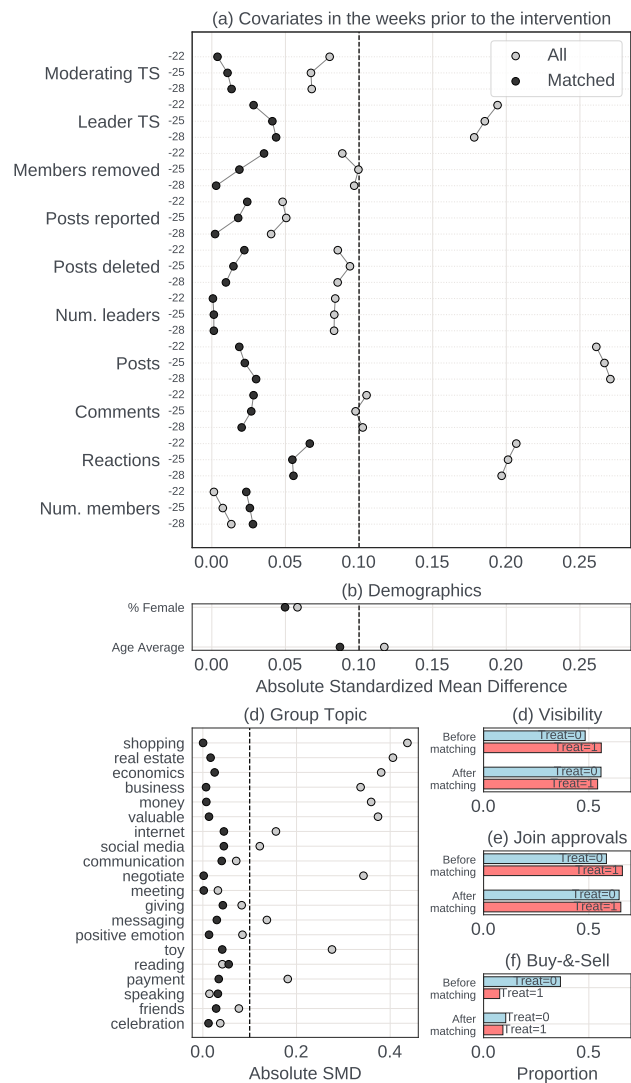 (a) Covariates in the weeks prior to the intervention
All
Matched
Moderating TS
-22
-25
-28
Leader TS
-22
-25
-28
Members removed
-22
-25
-28
Posts reported
-22
-25
-28
Posts deleted
-22
-25
-28
Num. leaders
-22
-25
-28
Posts
-22
-25
-28
Comments
-22
-25
-28
Reactions
-22
-25
-28
Num. members
-22
-25
-28
0.00 0.05 0.10 0.15 0.20 0.25
(b) Demographics
% Female
Age Average
0.00 0.05 0.10 0.15 0.20 0.25
Absolute Standardized Mean Difference
(d) Group Topic
shopping
real estate
economics
business
money
valuable
internet
social media
communication
negotiate
meeting
giving
messaging
positive emotion
toy
reading
payment
speaking
friends
celebration
0.0 0.2 0.4
Absolute SMD
(d) Visibility
Before
matching
Treat=0
Treat=1
After
matching
Treat=0
Treat=1
0.0 0.5
(e) Join approvals
Before
matching
Treat=0
Treat=1
After
matching
Treat=0
Treat=1
0.0 0.5
(f) Buy-&-Sell
Before
matching
Treat=0
Treat=1
After
matching
Treat=0
Treat=1
0.0 0.5
Proportion